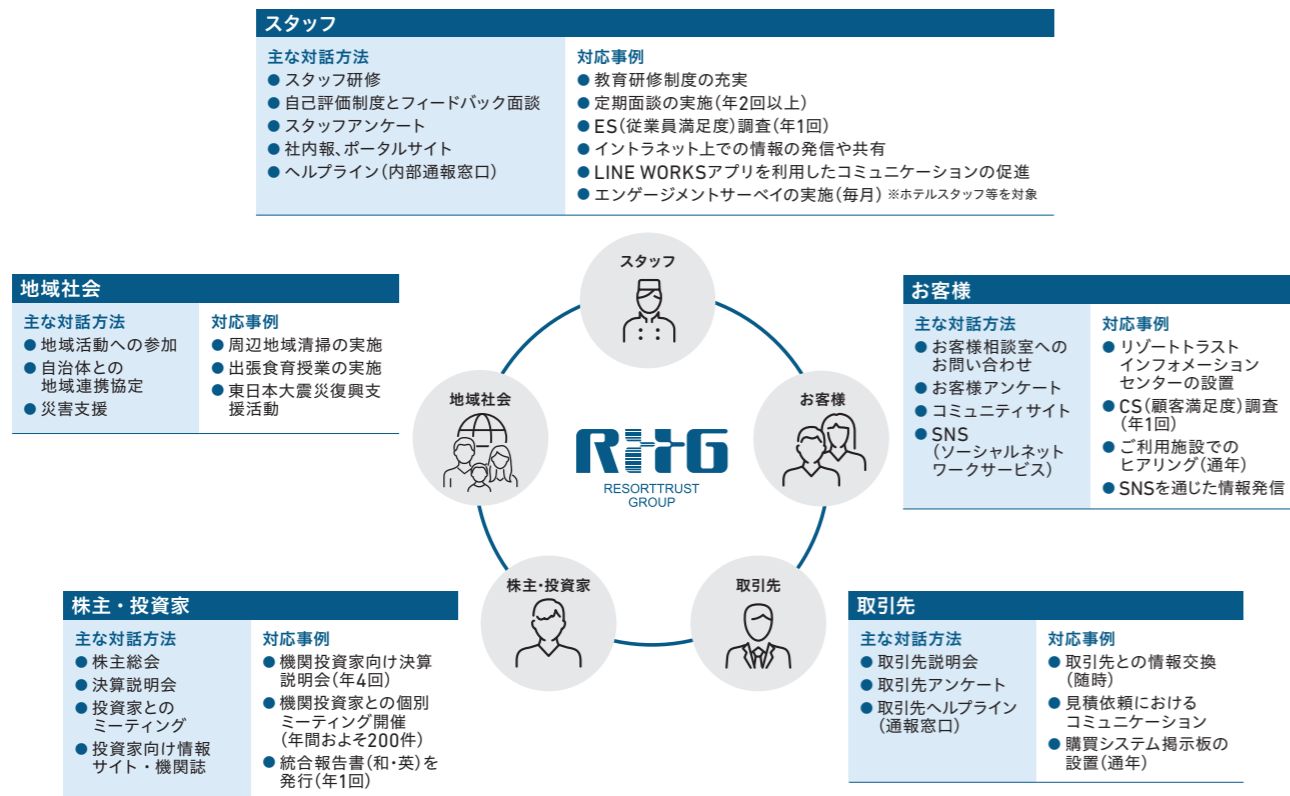 スタッフ
主な対話方法
● スタッフ研修
● 自己評価制度とフィードバック面談
● スタッフアンケート
● 社内報、ポータルサイト
● ヘルプライン(内部通報窓口)
対応事例
● 教育研修制度の充実
● 定期面談の実施(年2回以上)
● ES(従業員満足度)調査(年1回)
● イントラネット上での情報の発信や共有
● LINE WORKSアプリを利用したコミュニケーションの促進
● エンゲージメントサーベイの実施(毎月) ※ホテルスタッフ等を対象
地域社会
主な対話方法
● 地域活動への参加
● 自治体との
地域連携協定
● 災害支援
対応事例
● 周辺地域清掃の実施
● 出張食育授業の実施
● 東日本大震災復興支
援活動
スタッフ
地域社会
お客様
株主・投資家
取引先
RTTG
RESORTTRUST
GROUP
お客様
主な対話方法
● お客様相談室への
お問い合わせ
● お客様アンケート
● コミュニティサイト
● SNS
(ソーシャルネット
ワークサービス)
対応事例
● リゾートトラスト
インフォメーション
センターの設置
● CS(顧客満足度)調査
(年1回)
● ご利用施設での
ヒアリング(通年)
● SNSを通じた情報発信
株主・投資家
主な対話方法
● 株主総会
● 決算説明会
● 投資家との
ミーティング
● 投資家向け情報
サイト・機関誌
対応事例
● 機関投資家向け決算
説明会(年4回)
● 機関投資家との個別
ミーティング開催
(年間およそ200件)
● 統合報告書(和・英)を
発行(年1回)
取引先
主な対話方法
● 取引先説明会
● 取引先アンケート
● 取引先ヘルプライン
(通報窓口)
対応事例
● 取引先との情報交換
(随時)
● 見積依頼における
コミュニケーション
● 購買システム掲示板の
設置(通年)